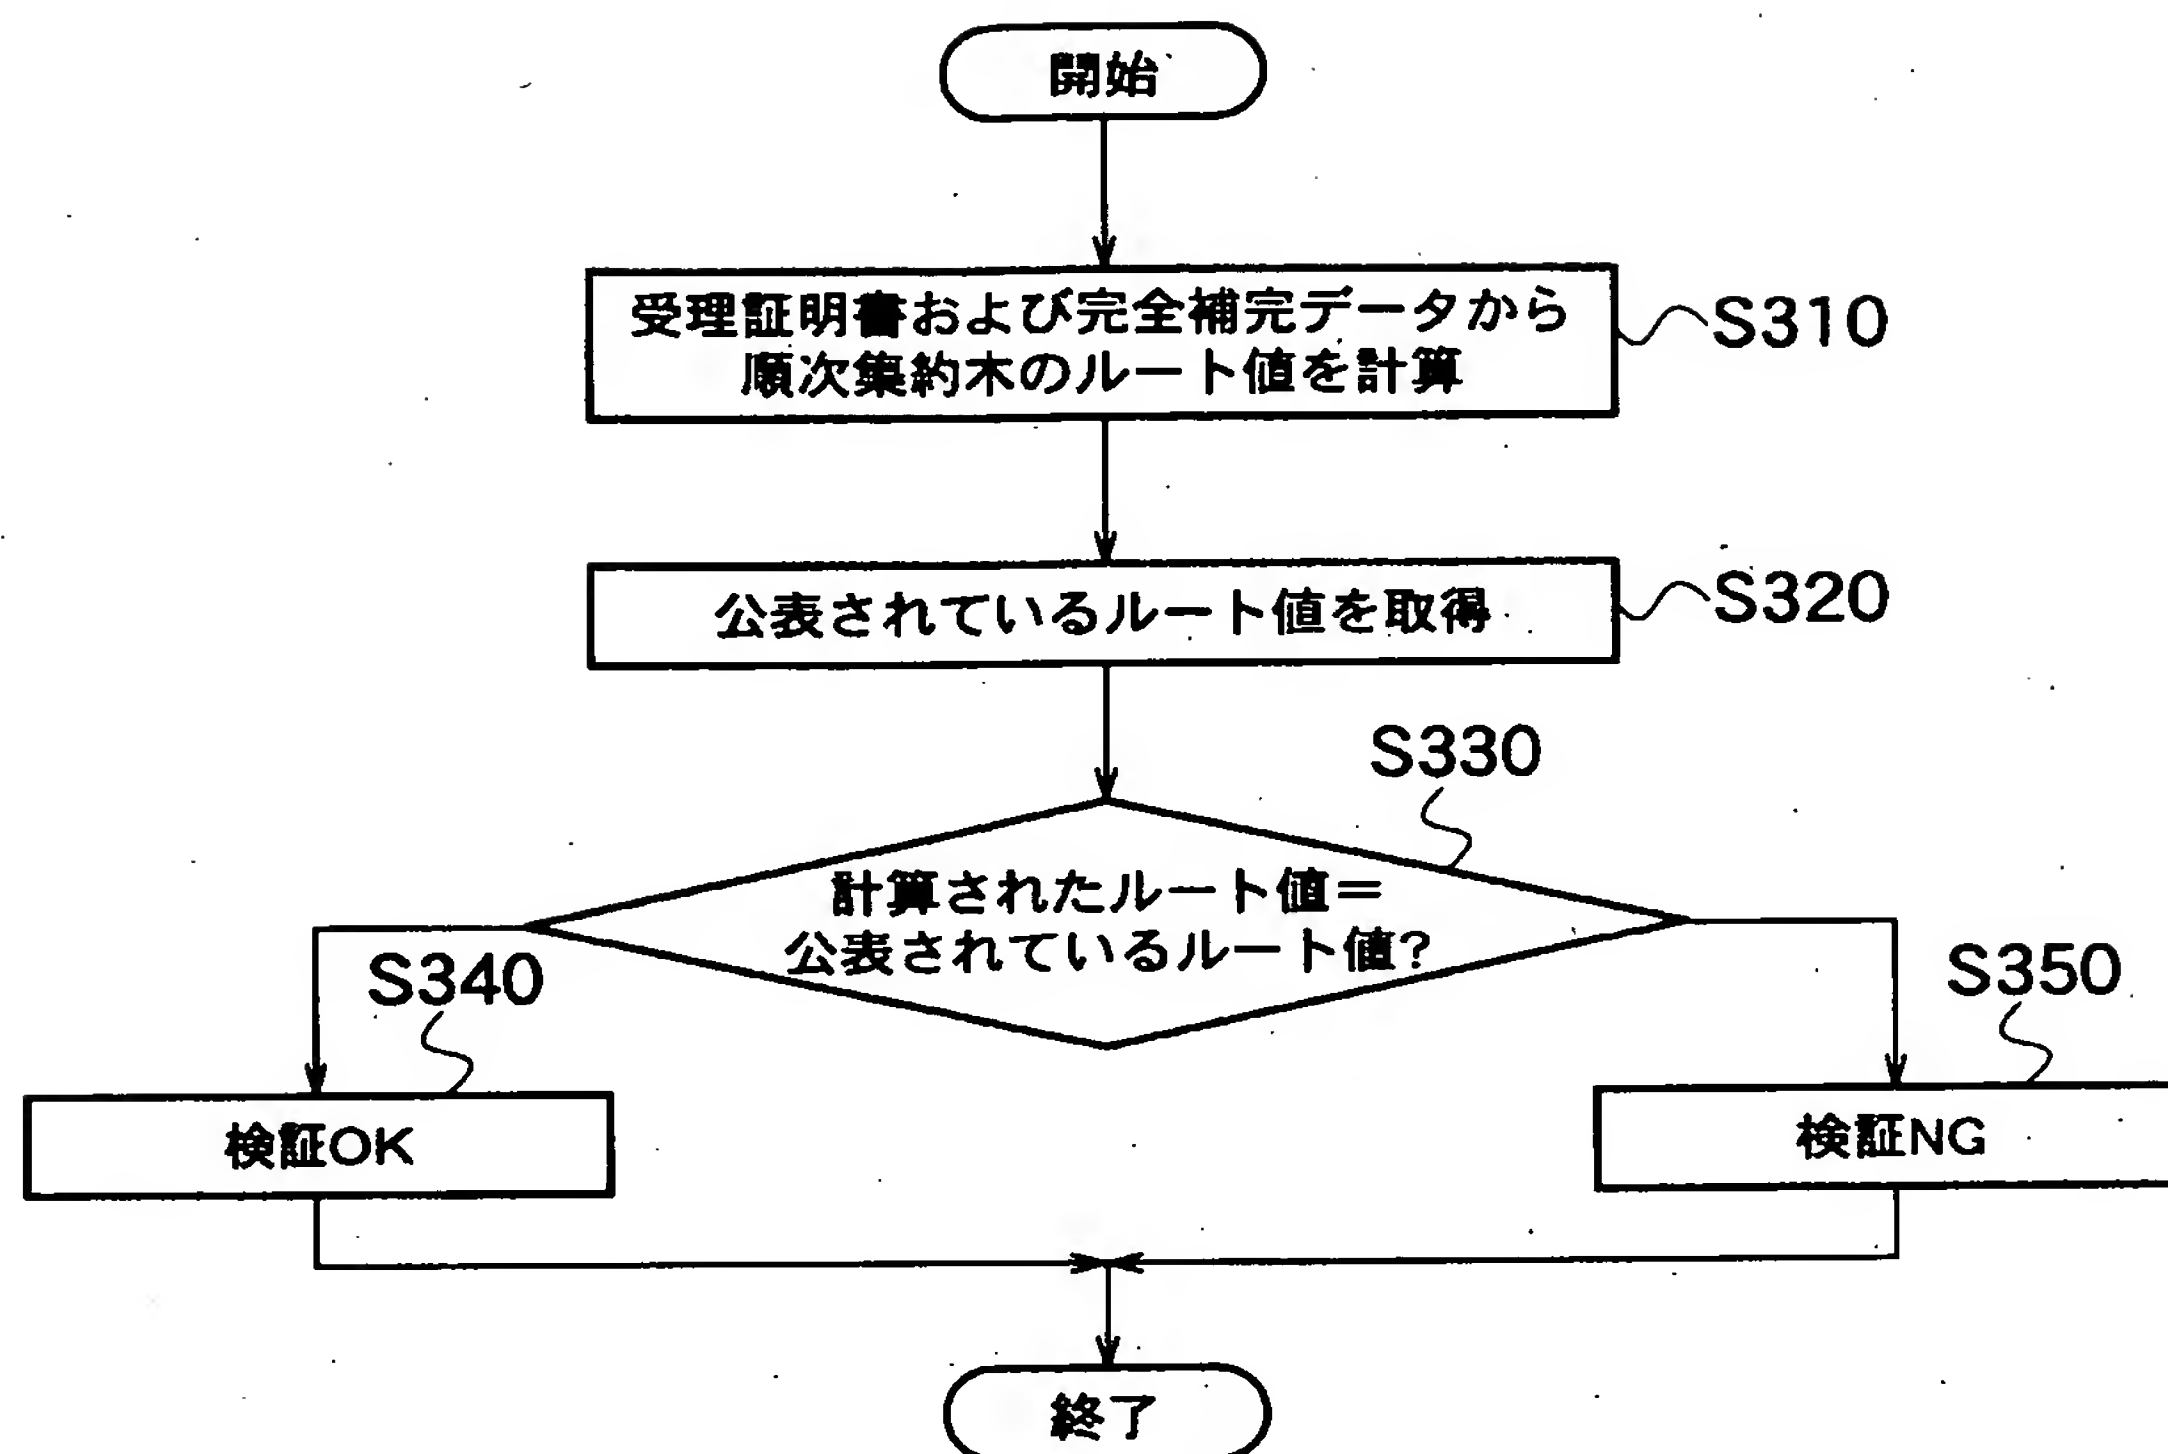 開始
受理証明書および完全補完データから
順次集約木のルート値を計算
S310
公表されているルート値を取得
S320
S330
計算されたルート値=
公表されているルート値?
S340
検証OK
S350
検証NG
終了